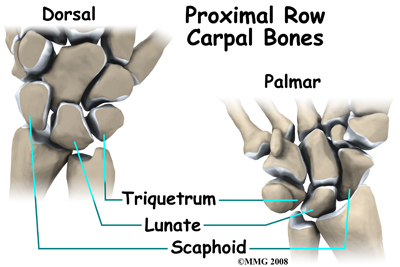 Dorsal
Proximal Row
Carpal Bones
Palmar
Triquetrum
Lunate
Scaphoid
©MMG 2008